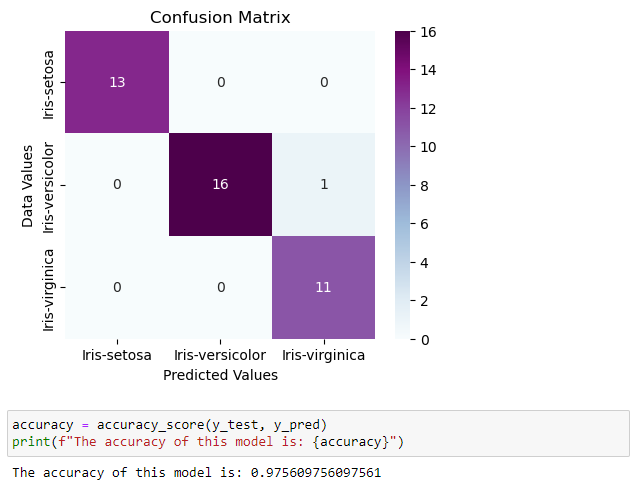 Confusion Matrix
Iris-setosa
13 0 0
Iris-versicolor
0 16 1
Iris-virginica
0 0 11
Data Values
Iris-setosa Iris-versicolor Iris-virginica
Predicted Values
16
14
12
10
8
6
4
2
0
accuracy = accuracy_score(y_test, y_pred)
print(f"The accuracy of this model is: {accuracy}")
The accuracy of this model is: 0.975609756097561